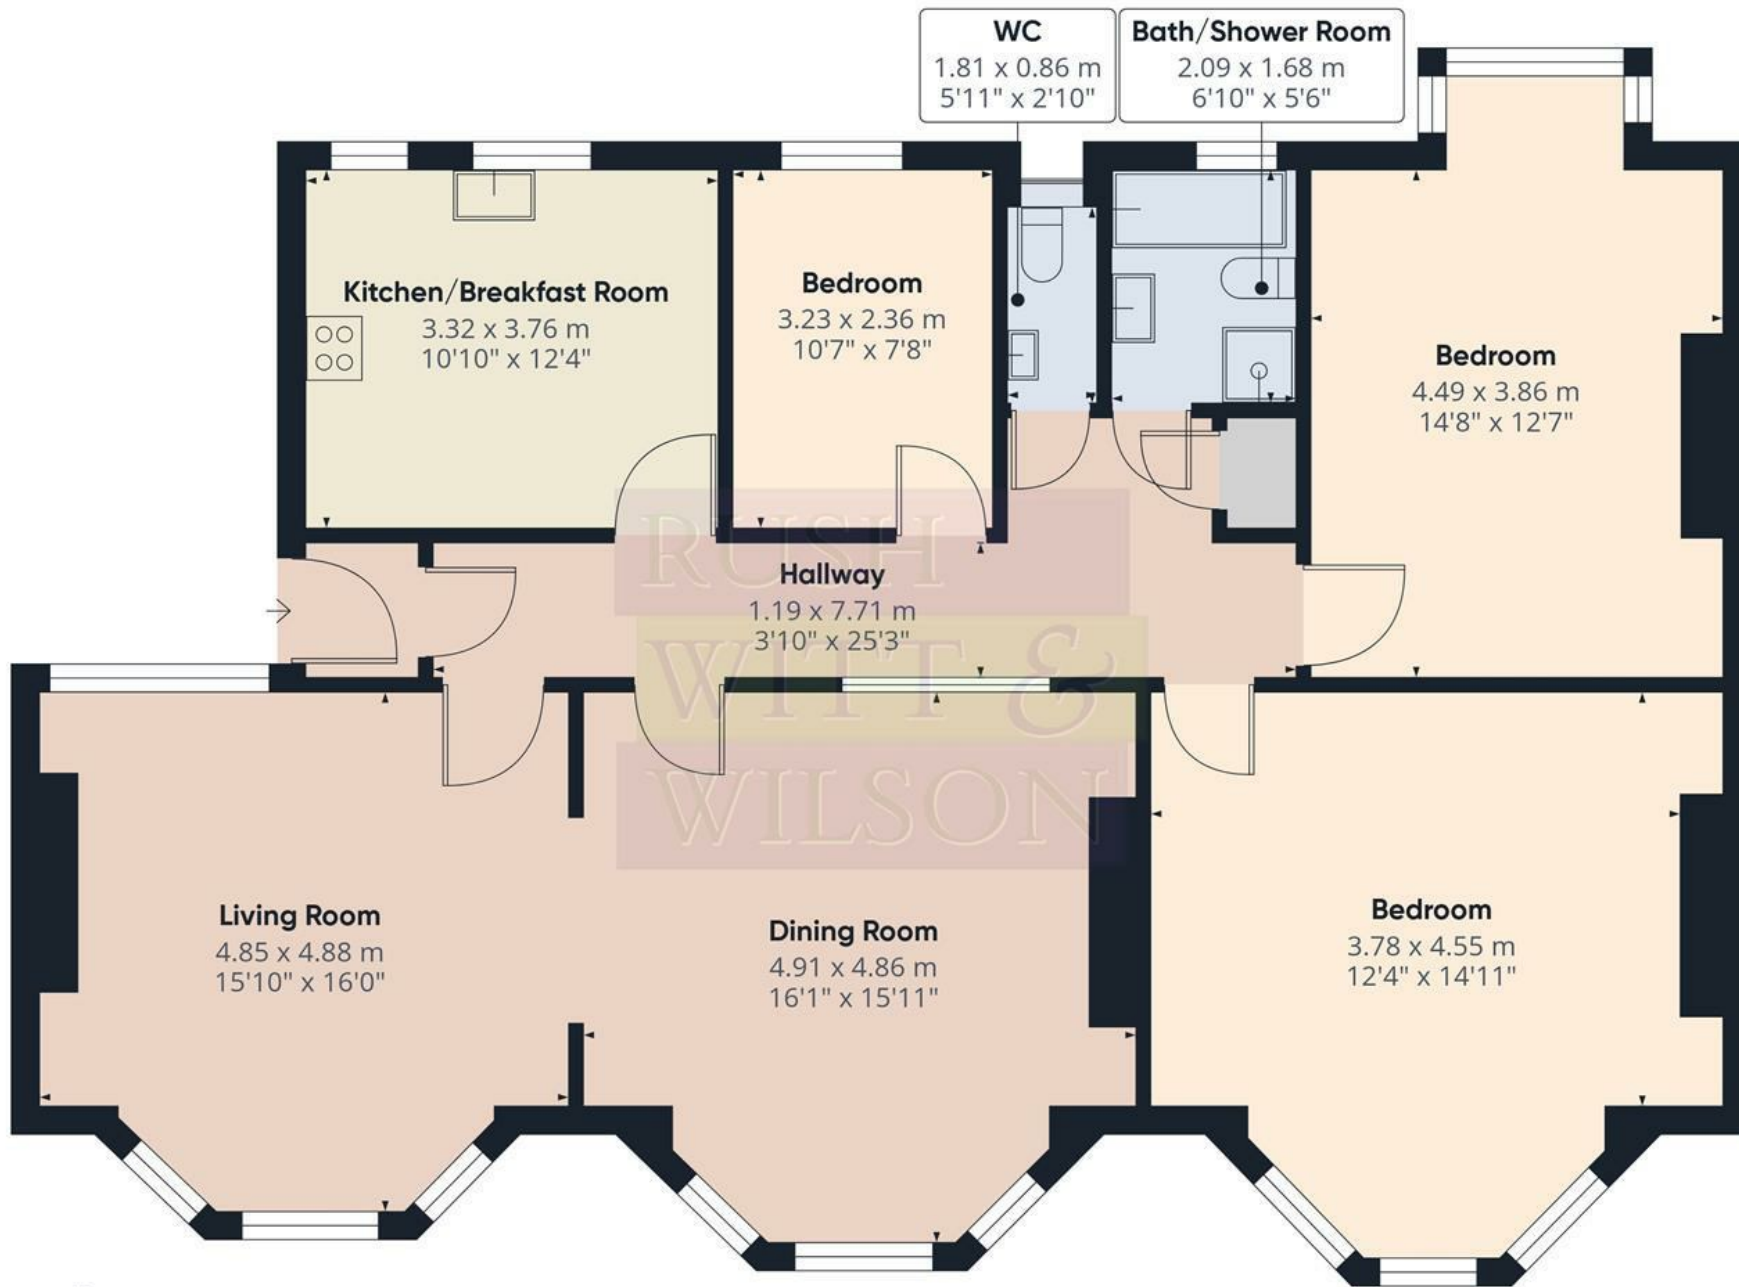 WC
1.81 x 0.86 m
5'11" x 2'10"
Bath/Shower Room
2.09 x 1.68 m
6'10" x 5'6"
Kitchen/Breakfast Room
3.32 x 3.76 m
10'10" x 12'4"
Bedroom
3.23 x 2.36 m
10'7" x 7'8"
Bedroom
4.49 x 3.86 m
14'8" x 12'7"
Hallway
1.19 x 7.71 m
3'10" x 25'3"
RUSH
WITT &
WILSON
Living Room
4.85 x 4.88 m
15'10" x 16'0"
Dining Room
4.91 x 4.86 m
16'1" x 15'11"
Bedroom
3.78 x 4.55 m
12'4" x 14'11"